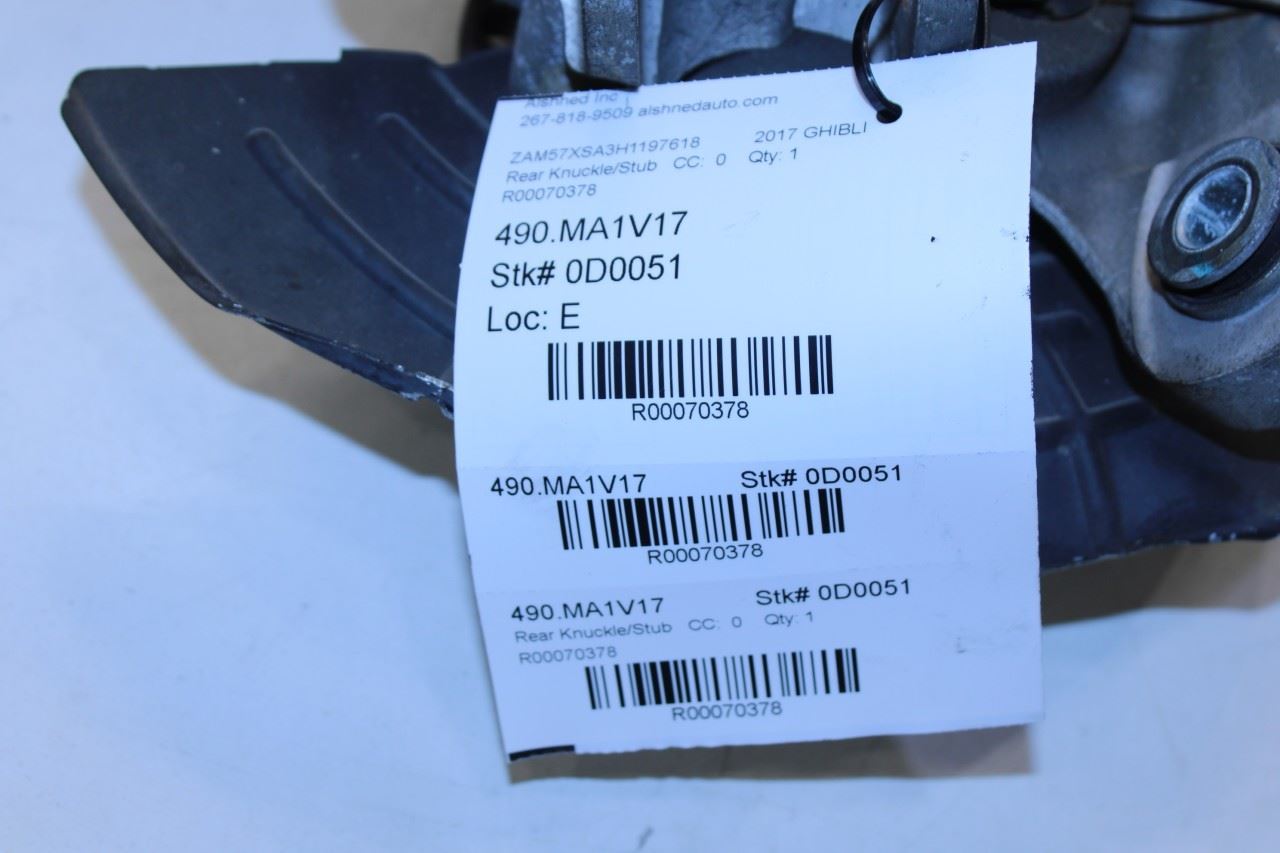 Alshned Inc
267-818-9509 alshnedauto.com
ZAM57XSA3H1197618 2017 GHIBLI
Rear Knuckle/Stub CC: 0 Qty: 1
R00070378
490.MA1V17
Stk# 0D0051
Loc: E
R00070378
490.MA1V17 Stk# 0D0051
R00070378
490.MA1V17 Stk# 0D0051
Rear Knuckle/Stub CC: 0 Qty: 1
R00070378
R00070378